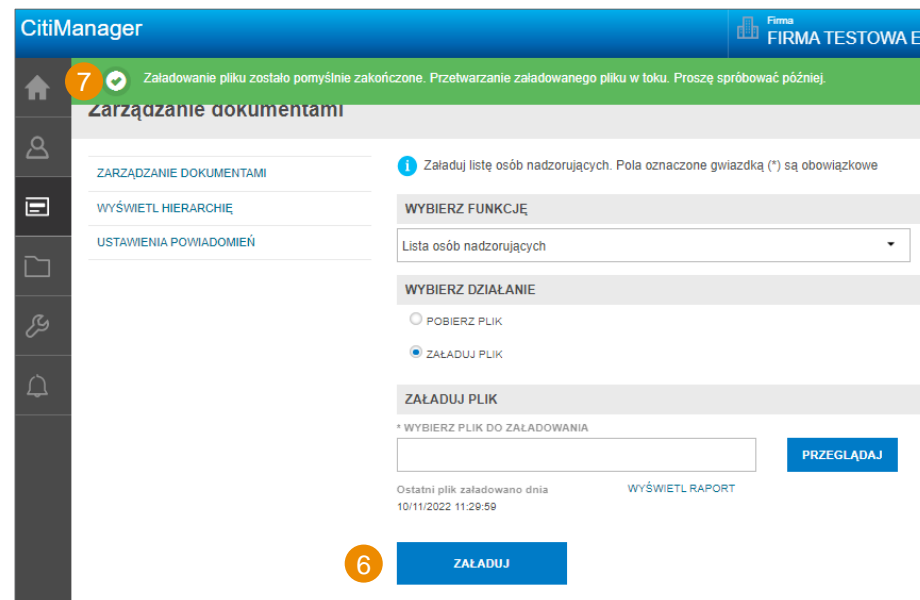 CitiManager
Firma
FIRMA TESTOWA E
7
Załadowanie pliku zostało pomyślnie zakończone. Przetwarzanie załadowanego pliku w toku. Proszę spróbować później.
Zarządzanie dokumentami
ZARZĄDZANIE DOKUMENTAMI
WYŚWIETL HIERARCHIĘ
USTAWIENIA POWIADOMIEŃ
Załaduj listę osób nadzorujących. Pola oznaczone gwiazdką (*) są obowiązkowe
WYBIERZ FUNKCJĘ
Lista osób nadzorujących
WYBIERZ DZIAŁANIE
POBIERZ PLIK
ZAŁADUJ PLIK
ZAŁADUJ PLIK
* WYBIERZ PLIK DO ZAŁADOWANIA
PRZEGLĄDAJ
Ostatni plik załadowano dnia
10/11/2022 11:29:59
WYŚWIETL RAPORT
6
ZAŁADUJ